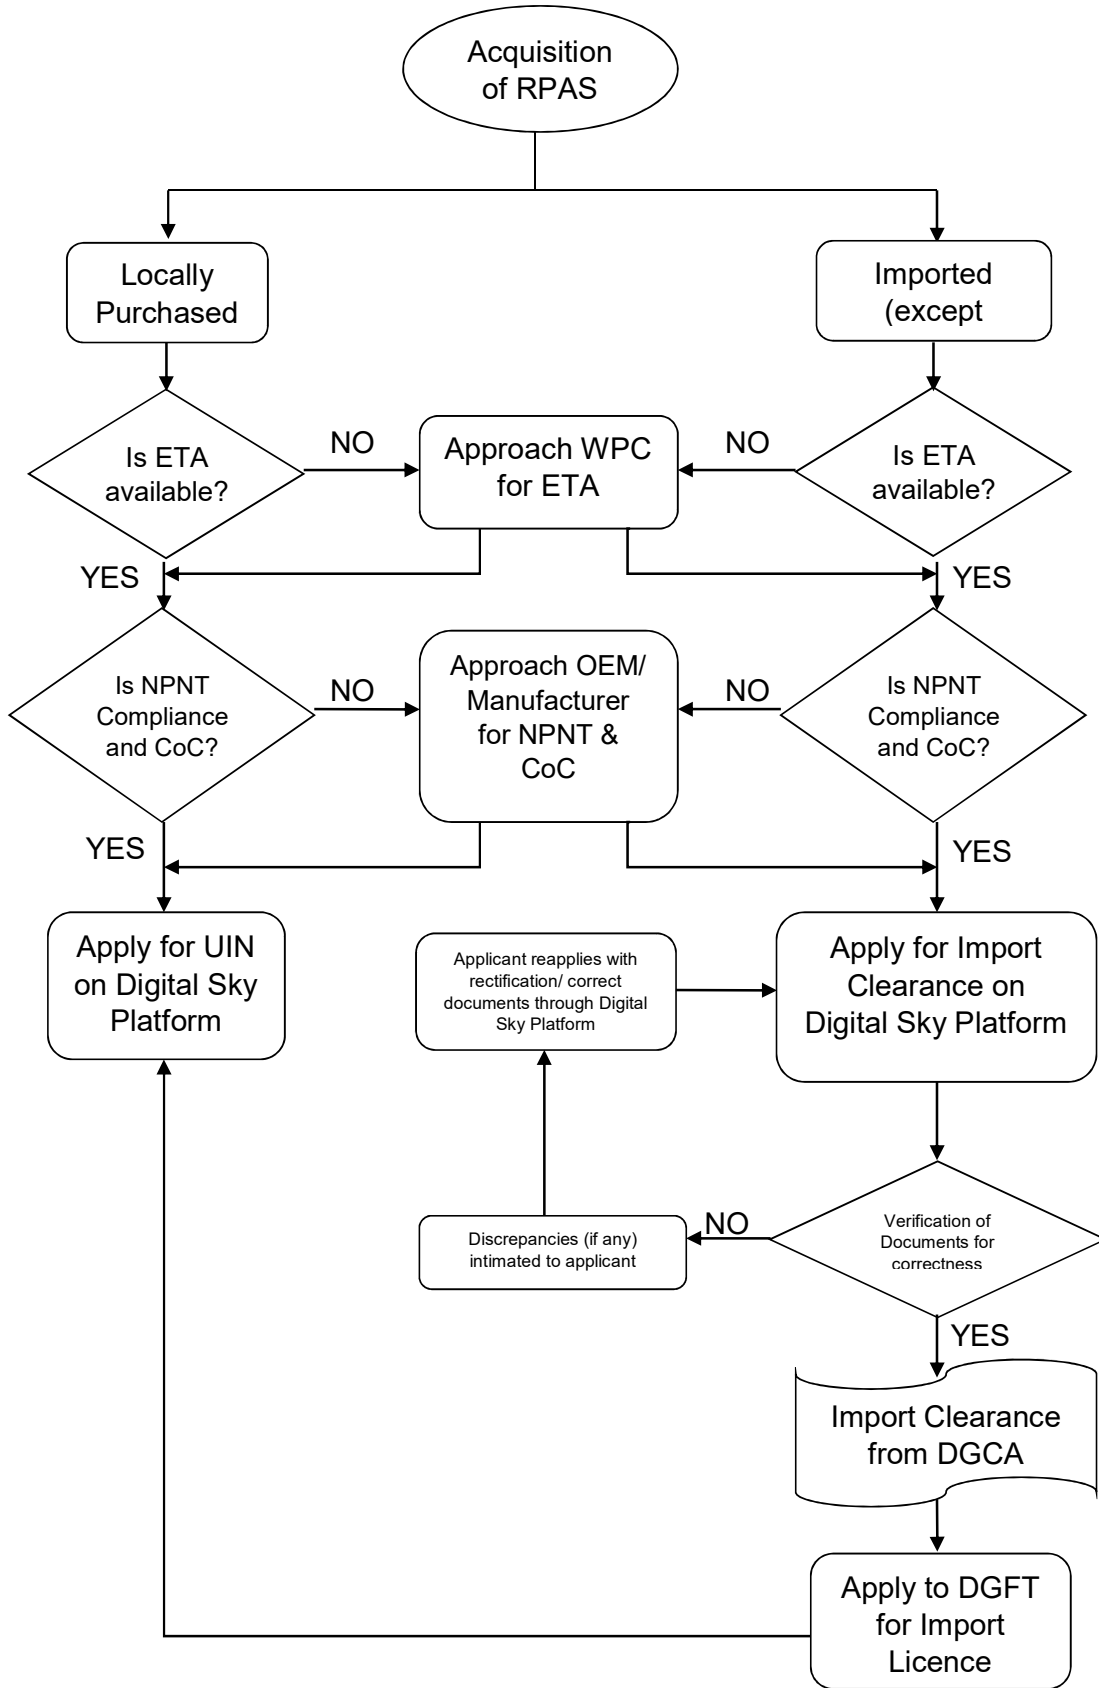 Acquisition
of RPAS
Locally
Purchased
Imported
(except
Is ETA
available?
NO
Approach WPC
for ETA
NO
Is ETA
available?
YES
YES
Is NPNT
Compliance
and CoC?
NO
Approach OEM/
Manufacturer
for NPNT &
CoC
NO
Is NPNT
Compliance
and CoC?
YES
YES
Apply for UIN
on Digital Sky
Platform
Applicant reapplies with
rectification/ correct
documents through Digital
Sky Platform
Apply for Import
Clearance on
Digital Sky Platform
Discrepancies (if any)
intimated to applicant
NO
Verification of
Documents for
correctness
YES
Import Clearance
from DGCA
Apply to DGFT
for Import
Licence